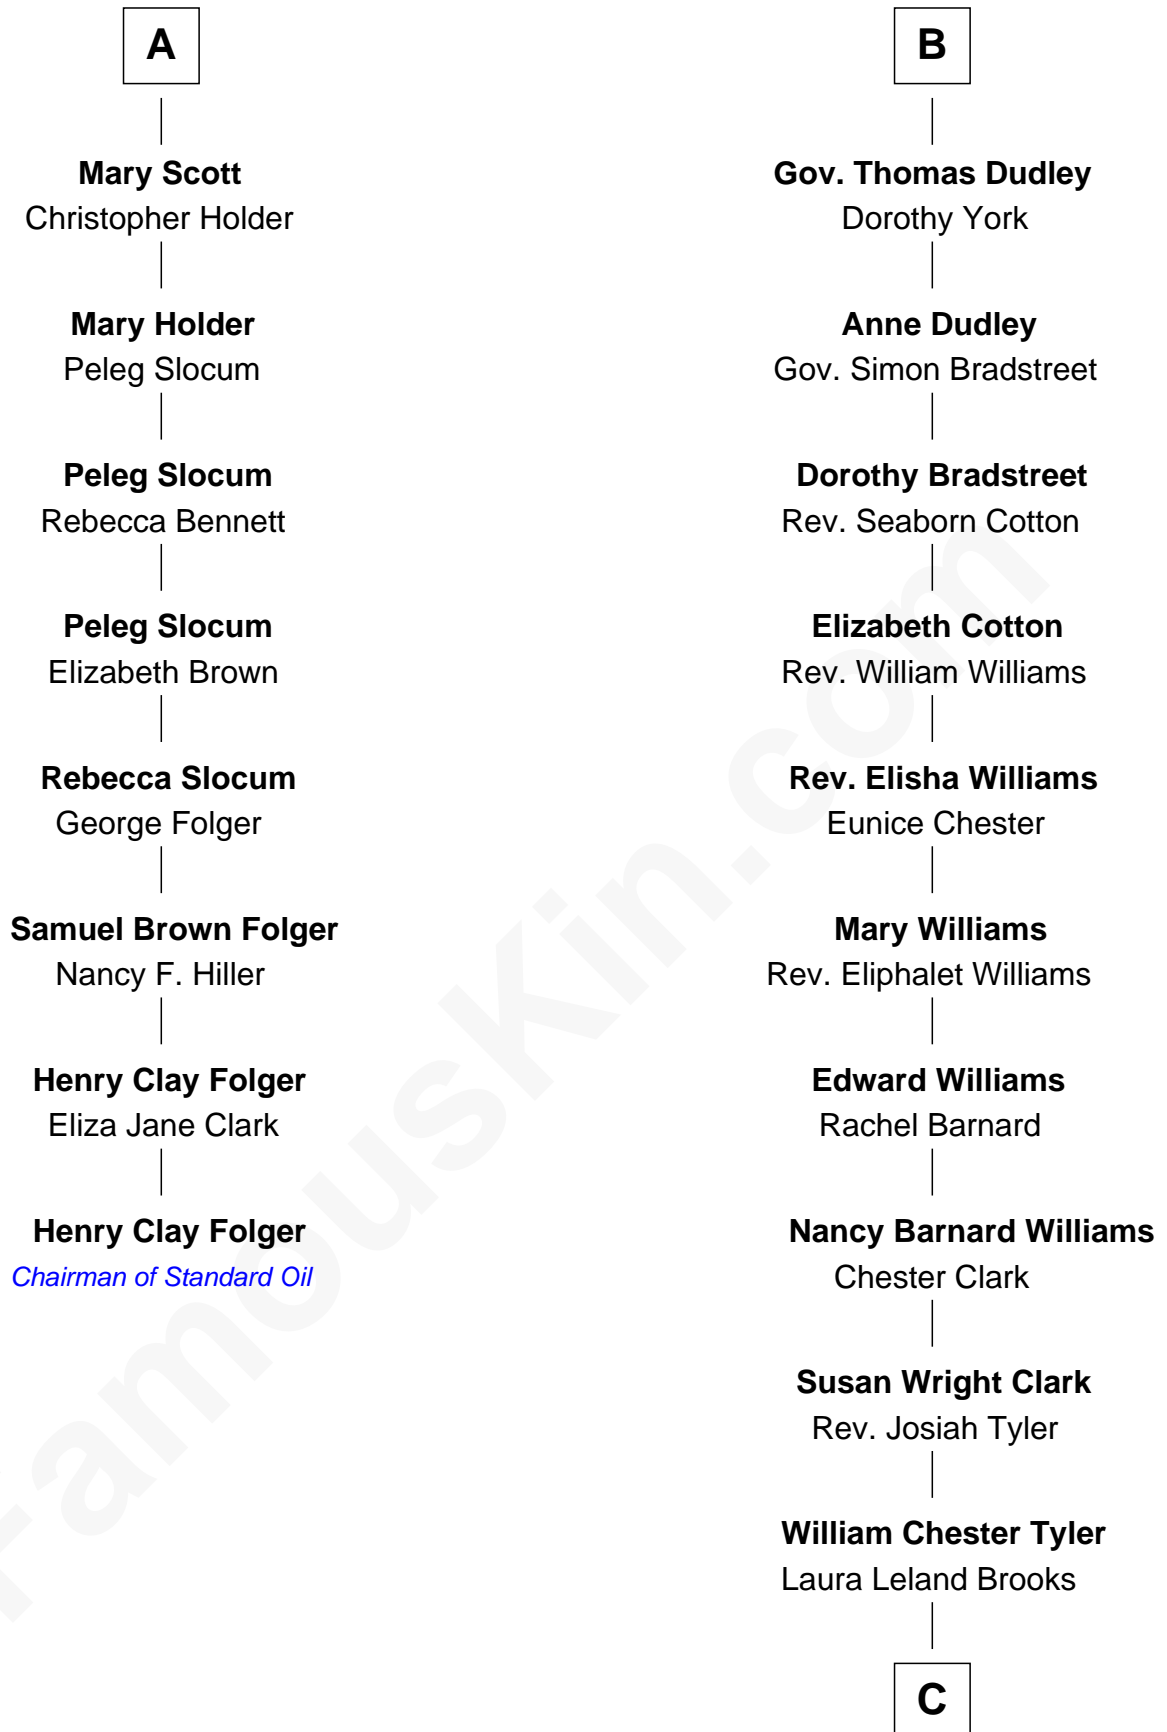 A
Mary Scott
Christopher Holder
Mary Holder
Peleg Slocum
Peleg Slocum
Rebecca Bennett
Peleg Slocum
Elizabeth Brown
Rebecca Slocum
George Folger
Samuel Brown Folger
Nancy F. Hiller
Henry Clay Folger
Eliza Jane Clark
Henry Clay Folger
Chairman of Standard Oil
B
Gov. Thomas Dudley
Dorothy York
Anne Dudley
Gov. Simon Bradstreet
Dorothy Bradstreet
Rev. Seaborn Cotton
Elizabeth Cotton
Rev. William Williams
Rev. Elisha Williams
Eunice Chester
Mary Williams
Rev. Eliphalet Williams
Edward Williams
Rachel Barnard
Nancy Barnard Williams
Chester Clark
Susan Wright Clark
Rev. Josiah Tyler
William Chester Tyler
Laura Leland Brooks
C
FamousKin.com